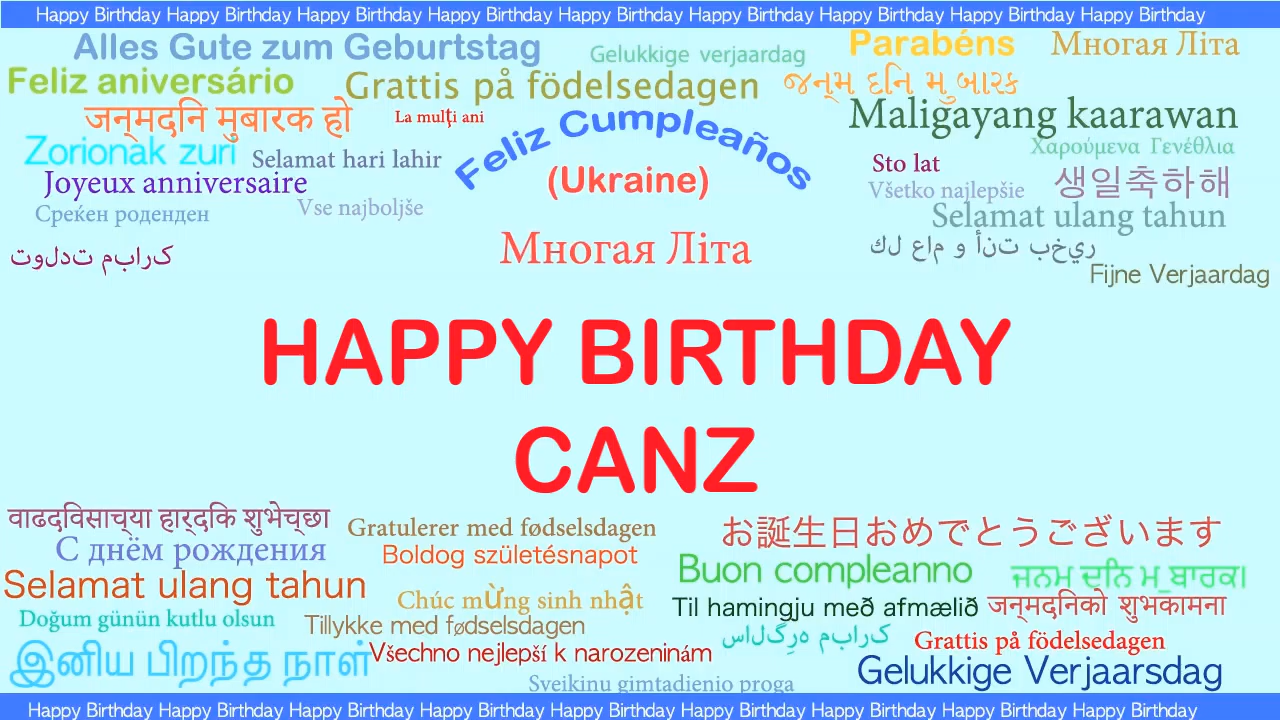 Happy Birthday Happy Birthday Happy Birthday Happy Birthday Happy Birthday Happy Birthday Happy Birthday Happy Birthday Happy Birthday
Alles Gute zum Geburtstag
Gelukkige verjaardag
Parabéns
Многая Літа
Feliz aniversário
Grattis på födelsedagen
જન્મ દિન મુબારક
जन्मदिन मुबारक हो
La mulţi ani
Feliz Cumpleaños
Maligayang kaarawan
Zorionak zuri
Selamat hari lahir
(Ukraine)
Sto lat
Χαρούμενα Γενέθλια
Joyeux anniversaire
Všetko najlepšie
생일축하해
Среќен роденден
Vse najboljše
Selamat ulang tahun
تولدت مبارک
Многая Літа
كل عام و أنت بخير
Fijne Verjaardag
HAPPY BIRTHDAY
CANZ
वाढदिवसाच्या हार्दिक शुभेच्छा
Gratulerer med fødselsdagen
お誕生日おめでとうございます
С днём рождения
Boldog születésnapot
Selamat ulang tahun
Buon compleanno
ਜਨਮ ਦਿਨ ਮੁਬਾਰਕ।
Chúc mừng sinh nhật
Til hamingju með afmælið
जन्मदिनको शुभकामना
Doğum günün kutlu olsun
Tillykke med fødselsdagen
سالگرہ مبارک
Grattis på födelsedagen
இனிய பிறந்த நாள்
Všechno nejlepší k narozeninám
Gelukkige Verjaarsdag
Sveikinu gimtadienio proga
Happy Birthday Happy Birthday Happy Birthday Happy Birthday Happy Birthday Happy Birthday Happy Birthday Happy Birthday Happy Birthday